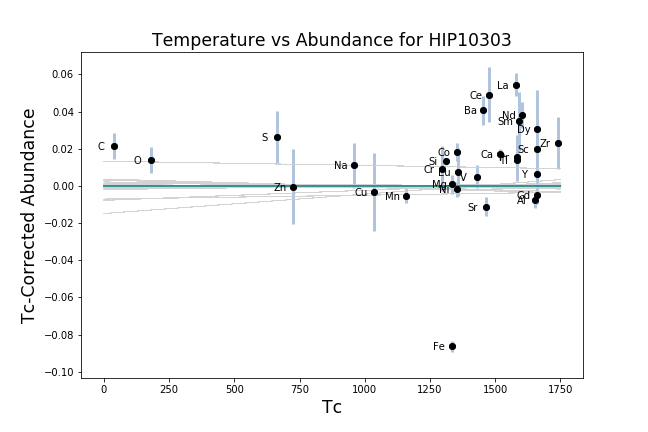 Temperature vs Abundance for HIP10303
Tc-Corrected Abundance
0.06
0.04
0.02
0.00
−0.02
−0.04
−0.06
−0.08
−0.10
La
Ce
Ba
Nd
Sm
Dy
S
Zr
C
Co
Sc
Ca
O
Si
Na
Cr
Eu
Y
V
Mg
Zn
Ni
Cu
Mn
Gd
Al
Sr
Fe
0
250
500
750
1000
1250
1500
1750
Tc